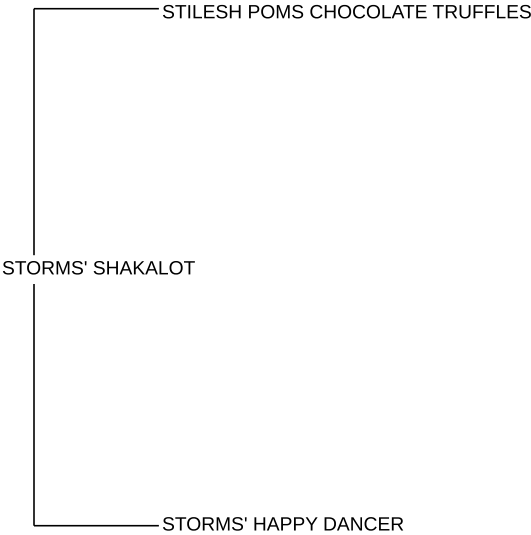 STILESH POMS CHOCOLATE TRUFFLES
STORMS' SHAKALOT
STORMS' HAPPY DANCER